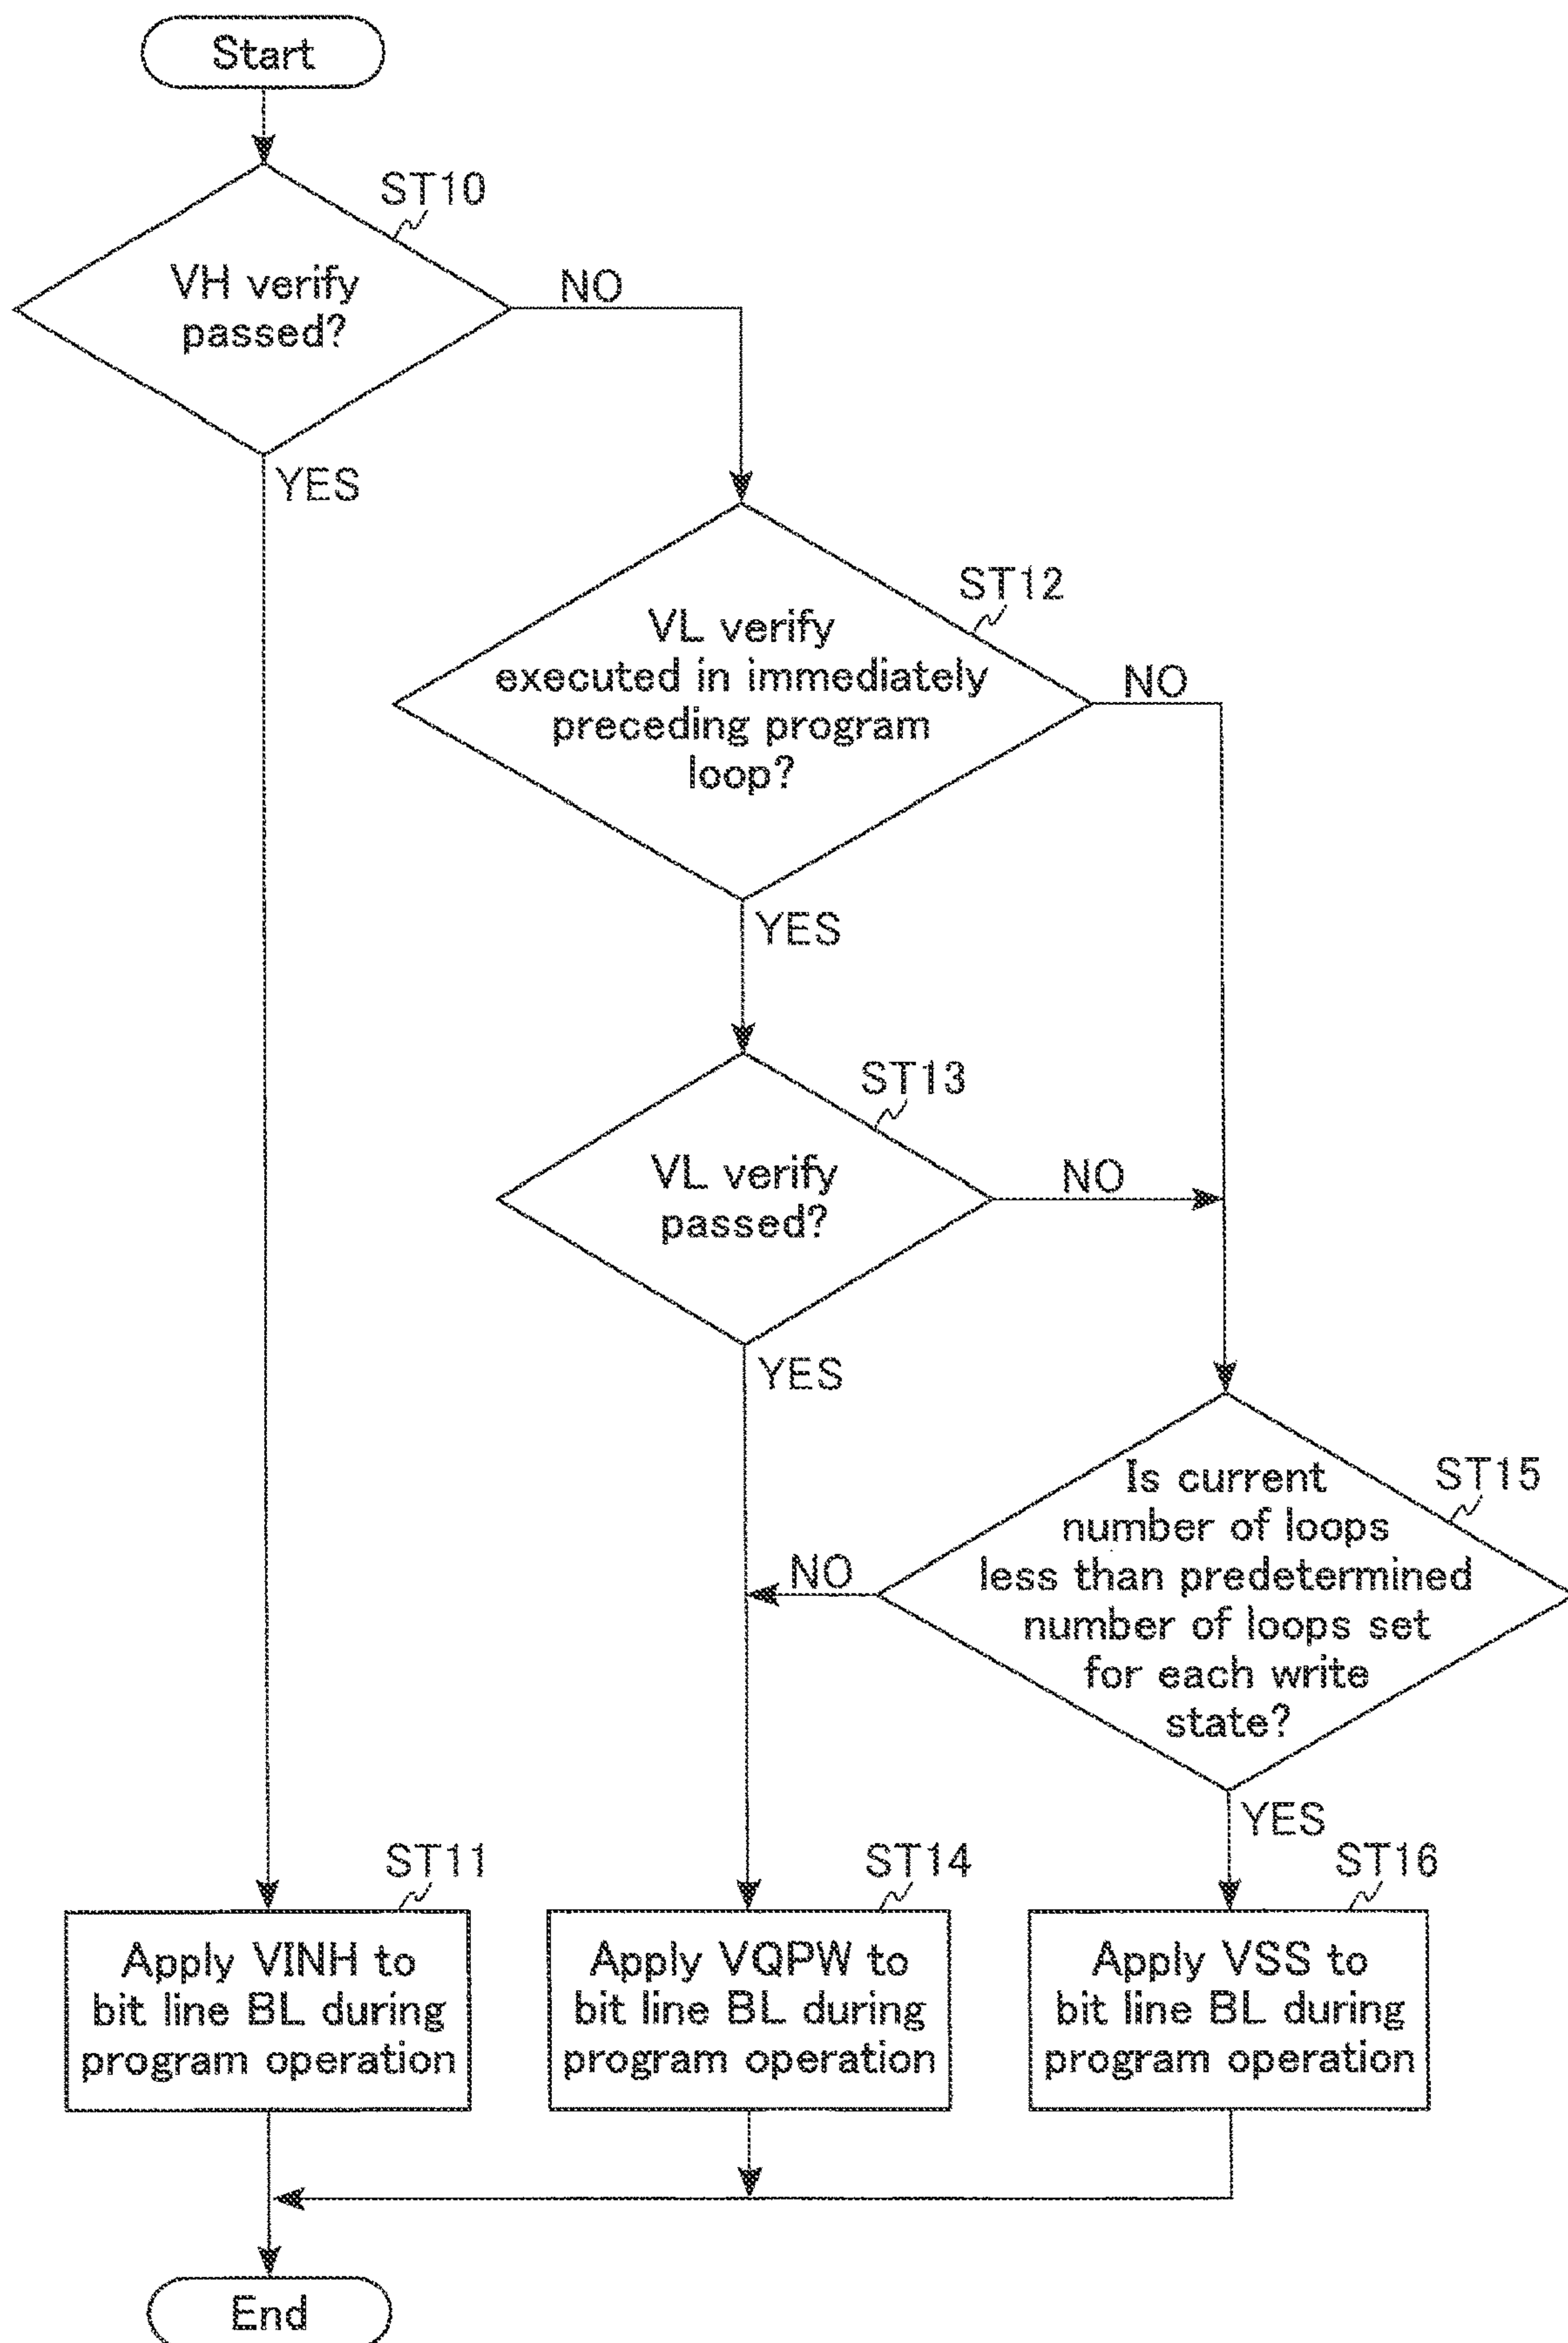 Start
ST10
VH verify
passed?
NO
YES
ST12
VL verify
executed in immediately
preceding program
loop?
NO
YES
ST13
VL verify
passed?
NO
YES
ST15
Is current
number of loops
less than predetermined
number of loops set
for each write
state?
NO
YES
ST11
Apply VINH to
bit line BL during
program operation
ST14
Apply VQPW to
bit line BL during
program operation
ST16
Apply VSS to
bit line BL during
program operation
End